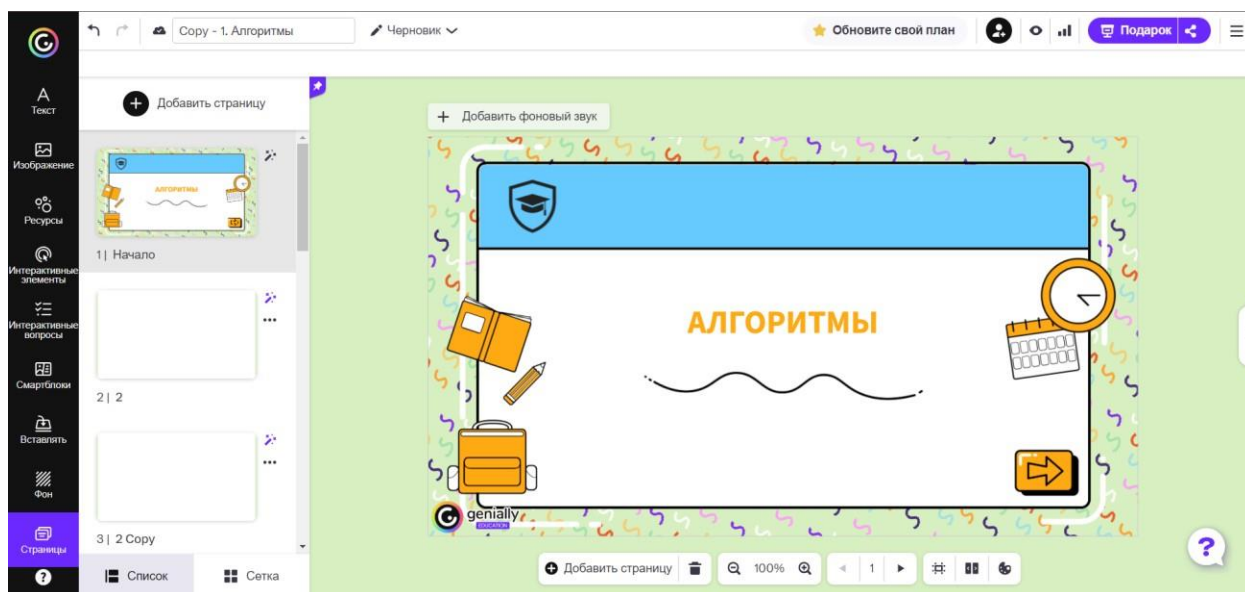 Copy - 1. Алгоритмы
Черновик
Обновите свой план
Подарок
Текст
Изображение
Ресурсы
Интерактивные
элементы
Интерактивные
вопросы
Смартблоки
Вставлять
Фон
Страницы
Добавить страницу
АЛГОРИТМЫ
1| Начало
2| 2
3| 2 Copy
Список
Сетка
+ Добавить фоновый звук
АЛГОРИТМЫ
genially
EDUCATION
Добавить страницу
100%
1
?